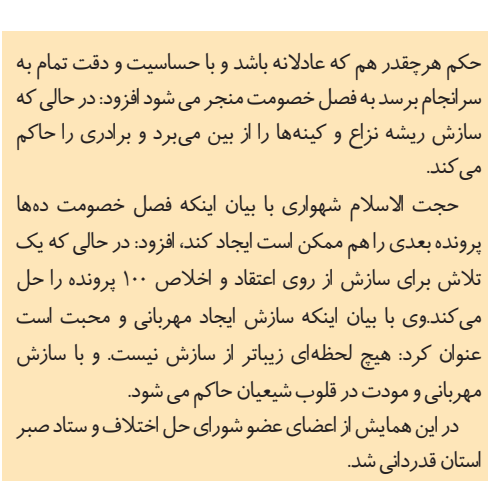 حکم هرچقدر هم که عادلانه باشد و با حساسیت و دقت تمام به
سرانجام برسد به فصل خصومت منجر می شود افزود: در حالی که
سازش ریشه نزاع و کینه‌ها را از بین می‌برد و برادری را حاکم
می‌کند.
حجت الاسلام شهواری با بیان اینکه فصل خصومت ده‌ها
پرونده بعدی را هم ممکن است ایجاد کند، افزود: در حالی که یک
تلاش برای سازش از روی اعتقاد و اخلاص ۱۰۰ پرونده را حل
می‌کند.وی با بیان اینکه سازش ایجاد مهربانی و محبت است
عنوان کرد: هیچ لحظه‌ای زیباتر از سازش نیست. و با سازش
مهربانی و مودت در قلوب شیعیان حاکم می شود.
در این همایش از اعضای عضو شورای حل اختلاف و ستاد صبر
استان قدردانی شد.